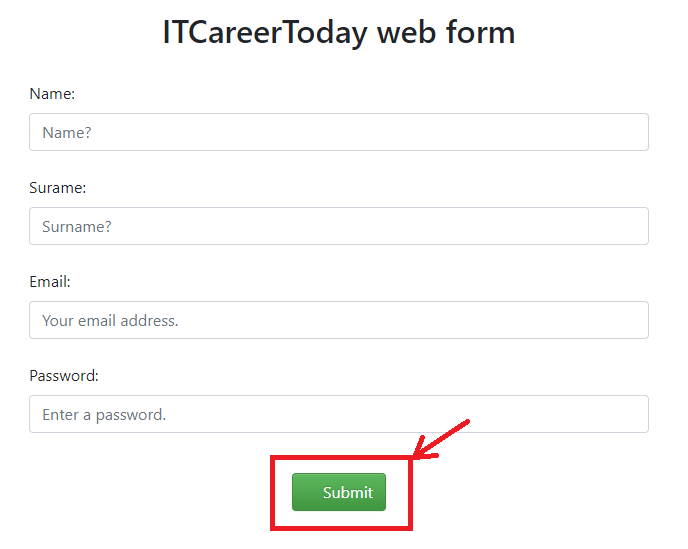 ITCareerToday web form
Name:
Name?
Surame:
Surname?
Email:
Your email address.
Password:
Enter a password.
Submit